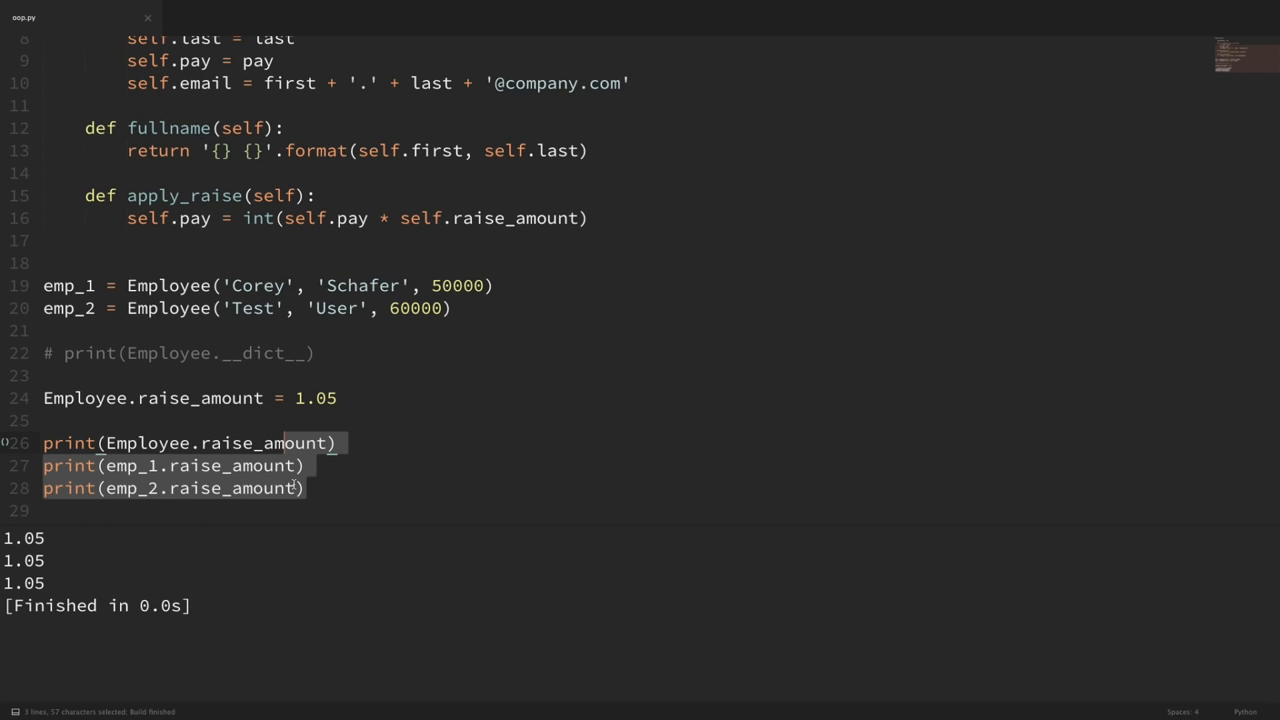 oop.py
8 self.last = last
9 self.pay = pay
10 self.email = first + '.' + last + '@company.com'
11
12 def fullname(self):
13 return '{} {}'.format(self.first, self.last)
14
15 def apply_raise(self):
16 self.pay = int(self.pay * self.raise_amount)
17
18
19 emp_1 = Employee('Corey', 'Schafer', 50000)
20 emp_2 = Employee('Test', 'User', 60000)
21
22 # print(Employee.__dict__)
23
24 Employee.raise_amount = 1.05
25
26 print(Employee.raise_amount)
27 print(emp_1.raise_amount)
28 print(emp_2.raise_amount)
29
1.05
1.05
1.05
[Finished in 0.0s]
3 lines, 57 characters selected; Build finished Spaces: 4 Python